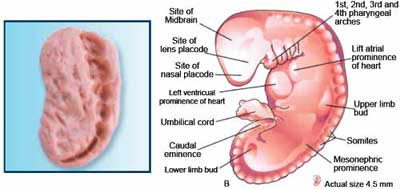 Site of
Midbrain
Site of
lens placode
Site of
nasal placode
Left ventricual
prominence of heart
Umbilical cord
Caudal
eminence
Lower limb bud
B
1st, 2nd, 3rd and
4th pharyngeal
arches
Lift atrial
prominence
of heart
Upper limb
bud
Somites
Mesonephric
prominence
Actual size 4.5 mm